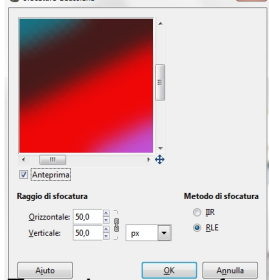 Anteprima
Raggio di sfocatura
Metodo di sfocatura
Orizzontale: 50,0
IIR
Verticale: 50,0 px
RLE
Aiuto OK Annulla